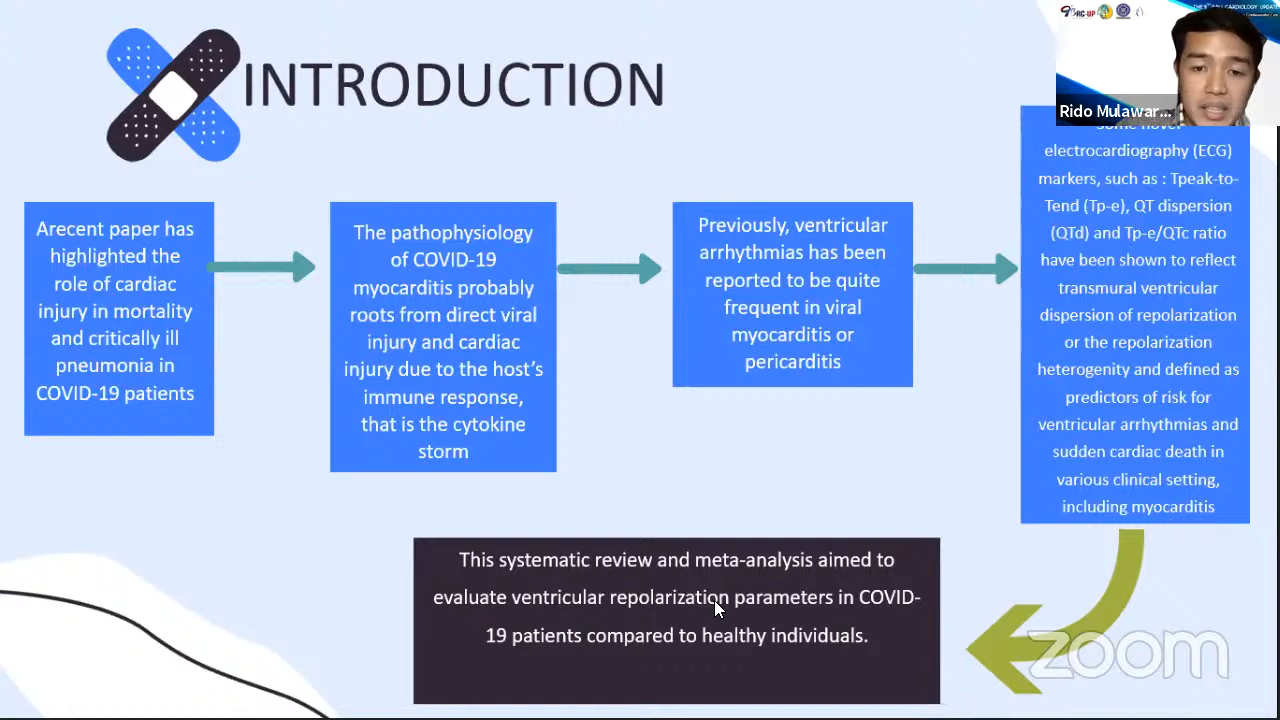 INTRODUCTION
Rido Mulawar...
Arecent paper has
highlighted the
role of cardiac
injury in mortality
and critically ill
pneumonia in
COVID-19 patients
The pathophysiology
of COVID-19
myocarditis probably
roots from direct viral
injury and cardiac
injury due to the host's
immune response,
that is the cytokine
storm
Previously, ventricular
arrhythmias has been
reported to be quite
frequent in viral
myocarditis or
pericarditis
Some novel
electrocardiography (ECG)
markers, such as : Tpeak-to-
Tend (Tp-e), QT dispersion
(QTd) and Tp-e/QTc ratio
have been shown to reflect
transmural ventricular
dispersion of repolarization
or the repolarization
heterogenity and defined as
predictors of risk for
ventricular arrhythmias and
sudden cardiac death in
various clinical setting,
including myocarditis
This systematic review and meta-analysis aimed to
evaluate ventricular repolarization parameters in COVID-
19 patients compared to healthy individuals.
zoom